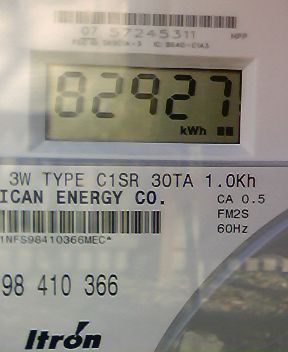 07 57245311
82927
kWh
3W TYPE C1SR 30TA 1.0Kh
ICAN ENERGY CO.
CA 0.5
FM2S
60Hz
1NFS98410366MEC*
98 410 366
Itron